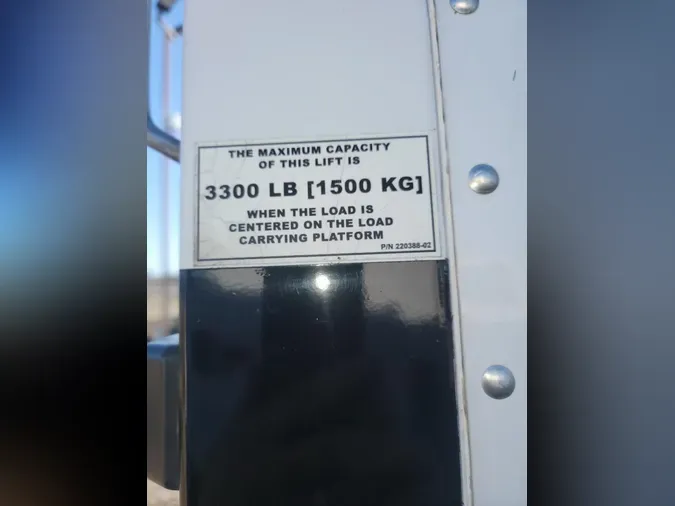 THE MAXIMUM CAPACITY
OF THIS LIFT IS
3300 LB [1500 KG]
WHEN THE LOAD IS
CENTERED ON THE LOAD
CARRYING PLATFORM
P/N 220388-02